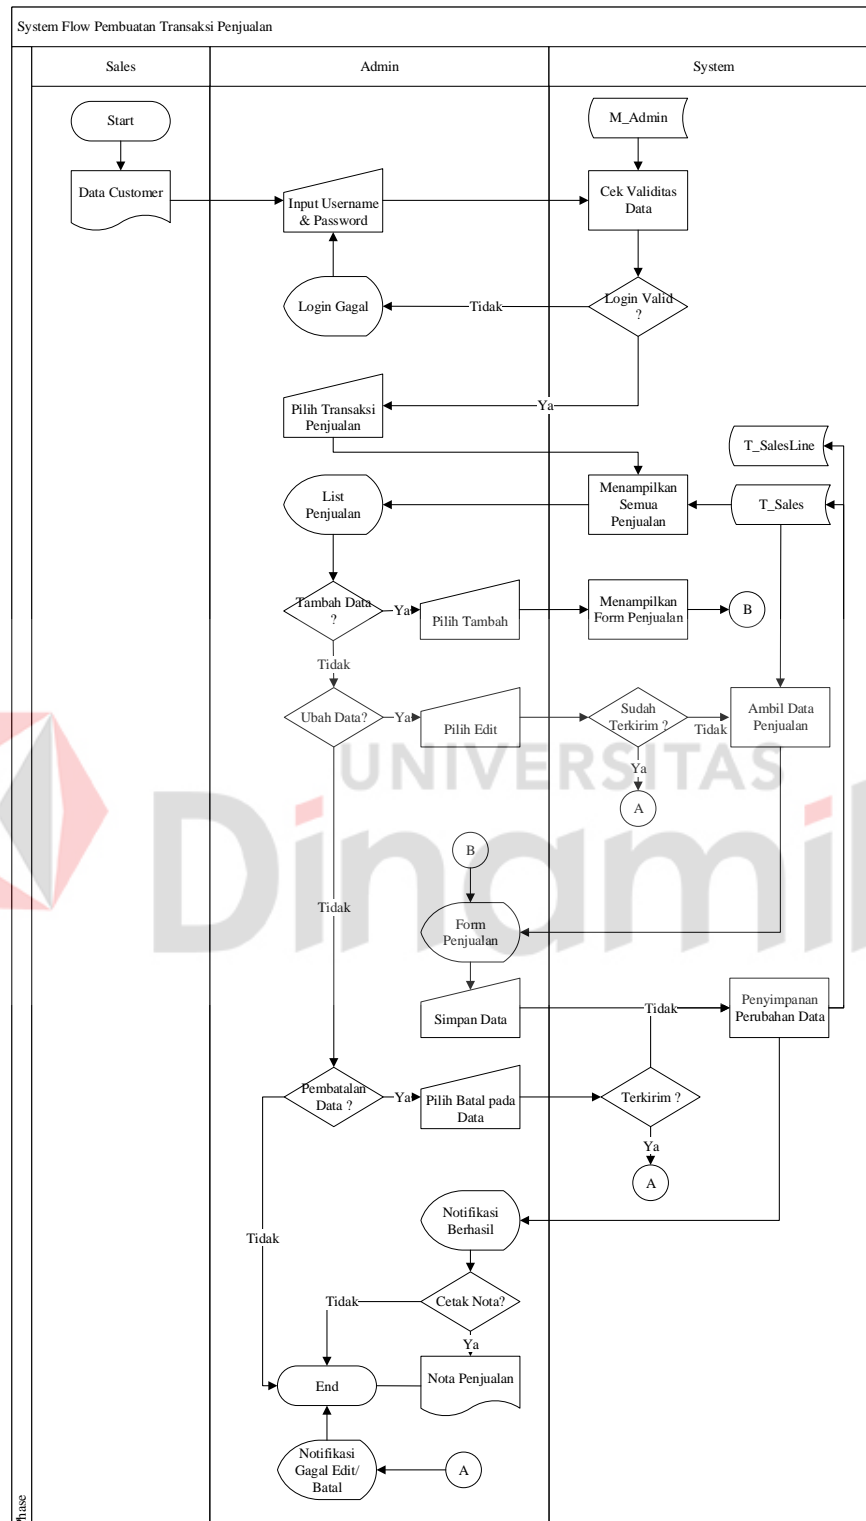 System Flow Pembuatan Transaksi Penjualan
Sales
Admin
System
Start
M_Admin
Data Customer
Input Username
& Password
Cek Validitas
Data
Login Gagal
Tidak
Login Valid
?
Pilih Transaksi
Penjualan
Ya
T_SalesLine
List
Penjualan
Menampilkan
Semua
Penjualan
T_Sales
Tambah Data
?
Ya
Pilih Tambah
Menampilkan
Form Penjualan
B
Tidak
Ubah Data?
Ya
Pilih Edit
Sudah
Terkirim ?
Tidak
Ambil Data
Penjualan
Ya
UNIVERSITAS
A
Dinami
B
Tidak
Form
Penjualan
Simpan Data
Tidak
Penyimpanan
Perubahan Data
Pembatalan
Data ?
Ya
Pilih Batal pada
Data
Terkirim ?
Ya
A
Notifikasi
Berhasil
Tidak
Tidak
Cetak Nota?
Ya
End
Nota Penjualan
Notifikasi
Gagal Edit/
Batal
A